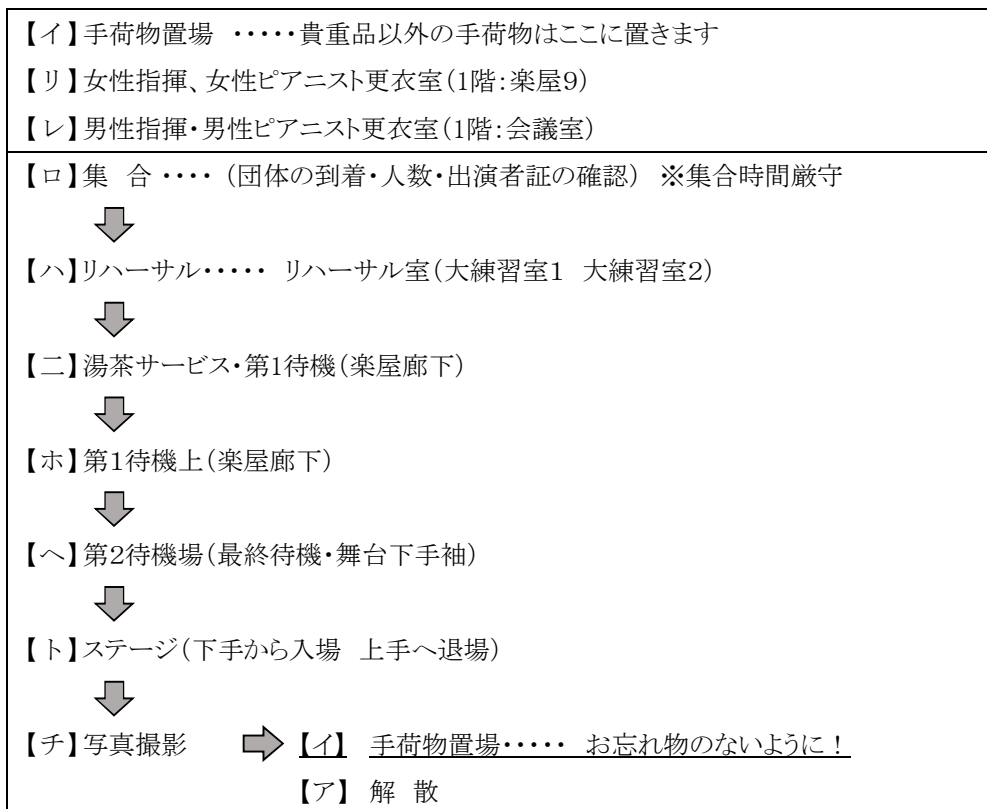 【イ】手荷物置場 ・・・・・貴重品以外の手荷物はここに置きます
【リ】女性指揮、女性ピアニスト更衣室(1階:楽屋9)
【レ】男性指揮・男性ピアニスト更衣室(1階:会議室)
【ロ】集 合・・・・ (団体の到着・人数・出演者証の確認) ※集合時間厳守
【ハ】リハーサル・・・・・ リハーサル室(大練習室1 大練習室2)
【二】湯茶サービス・第1待機(楽屋廊下)
【ホ】第1待機上(楽屋廊下)
【へ】第2待機場(最終待機・舞台下手袖)
【ト】ステージ(下手から入場 上手へ退場)
【チ】写真撮影 【イ】 手荷物置場・・・・・ お忘れ物のないように!
【ア】 解 散